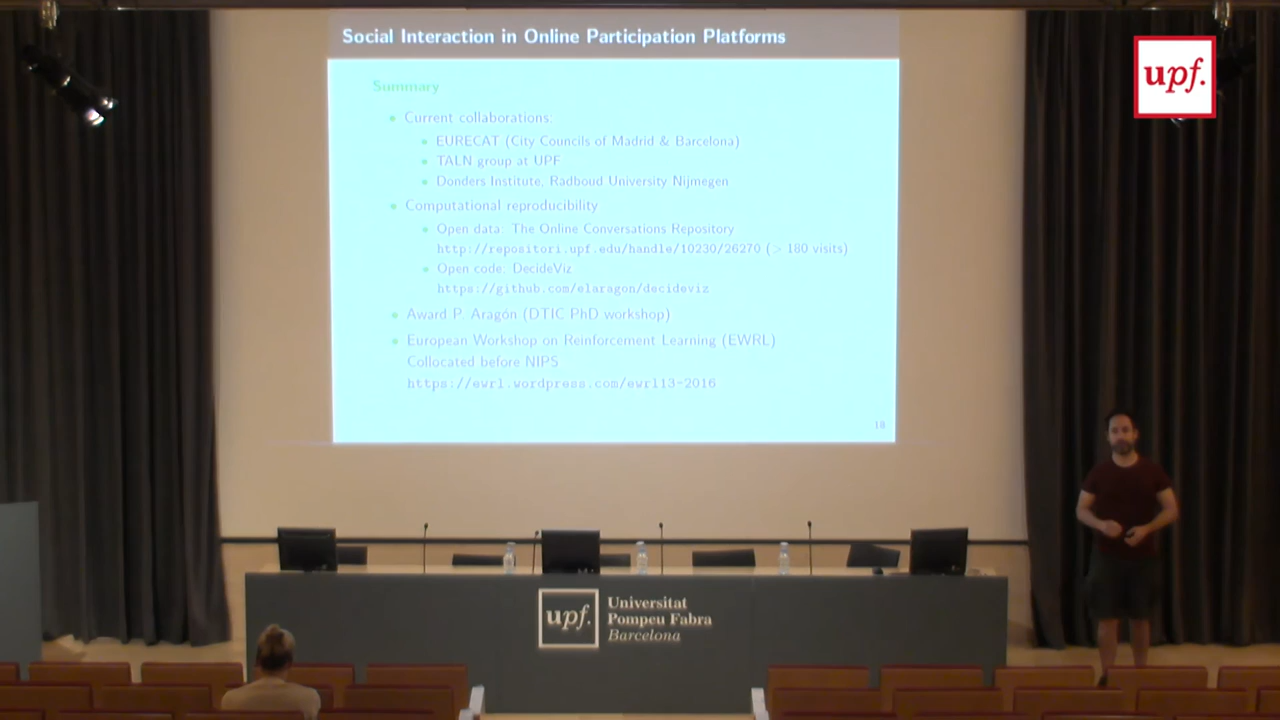 Social Interaction in Online Participation Platforms
upf.
Summary
Current collaborations:
EURECAT (City Councils of Madrid & Barcelona)
TALN group at UPF
Donders Institute, Radboud University Nijmegen
Computational reproducibility
Open data: The Online Conversations Repository
http://repositori.upf.edu/handle/10230/26270 (> 180 visits)
Open code: DecideViz
https://github.com/elaragon/decideviz
Award P. Aragón (DTIC PhD workshop)
European Workshop on Reinforcement Learning (EWRL)
Collocated before NIPS
https://ewrl.wordpress.com/ewrl13-2016
18
upf.
Universitat
Pompeu Fabra
Barcelona